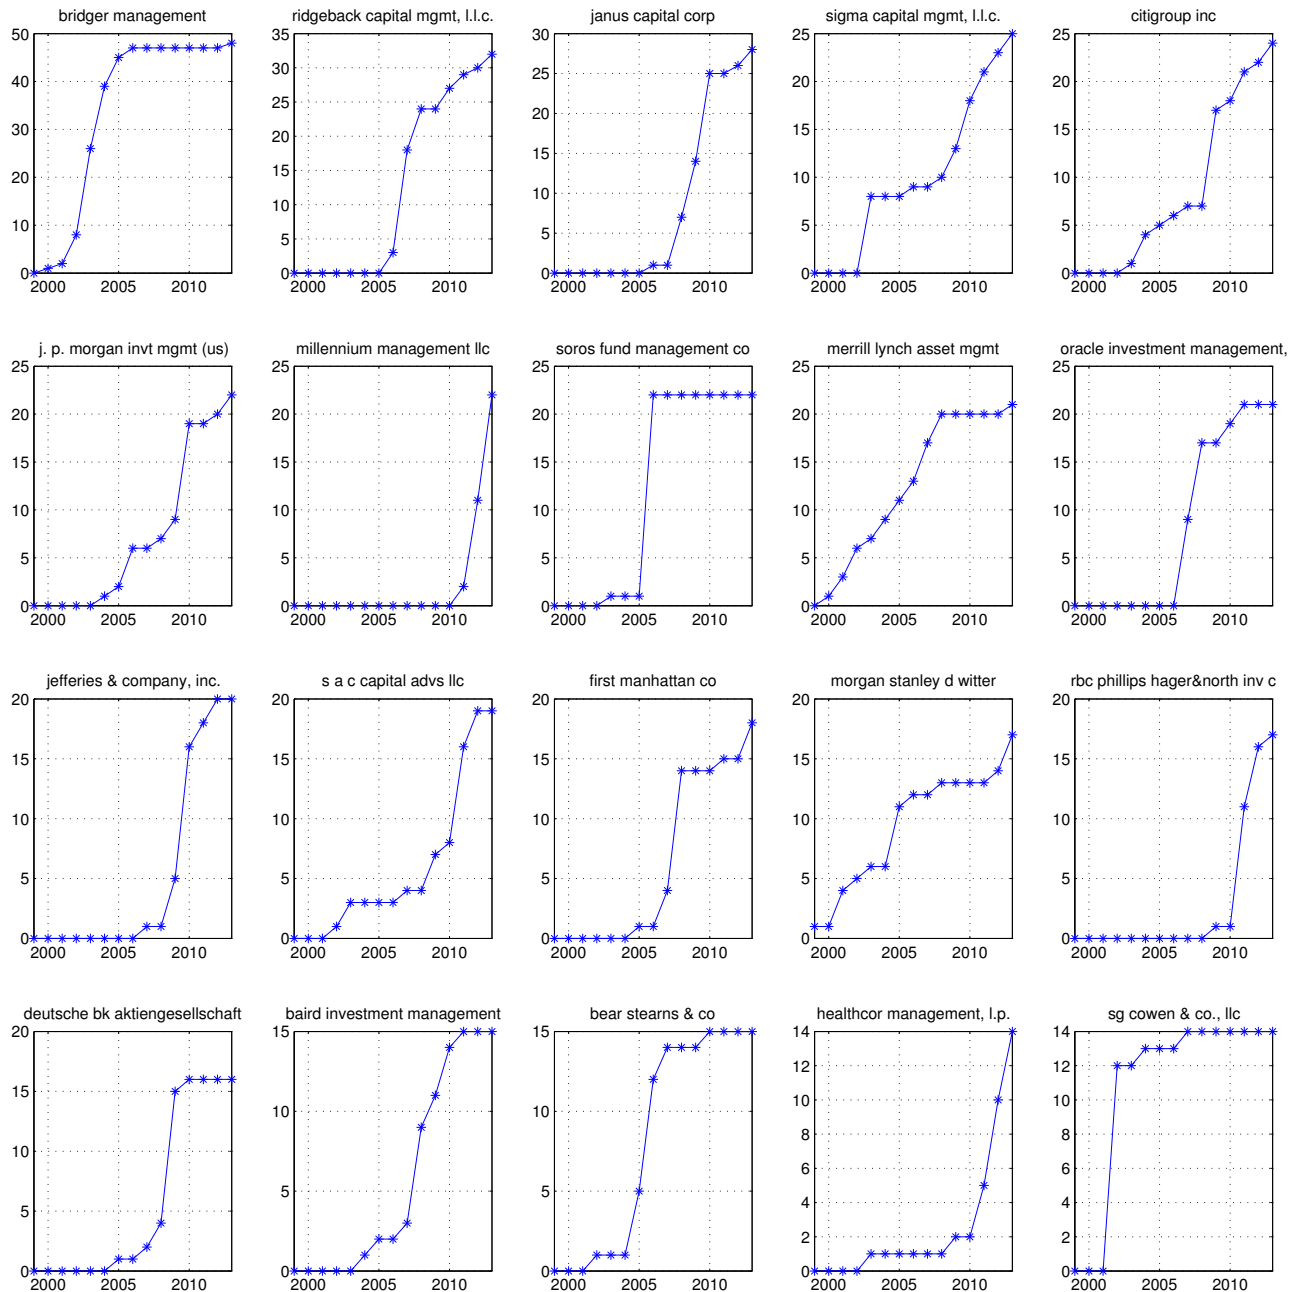 bridger management
ridgeback capital mgmt, l.l.c.
janus capital corp
sigma capital mgmt, l.l.c.
citigroup inc
50
40
30
20
10
0
2000 2005 2010
35
30
25
20
15
10
5
0
2000 2005 2010
30
25
20
15
10
5
0
2000 2005 2010
25
20
15
10
5
0
2000 2005 2010
25
20
15
10
5
0
2000 2005 2010
j. p. morgan invt mgmt (us)
millennium management llc
soros fund management co
merrill lynch asset mgmt
oracle investment management,
25
20
15
10
5
0
2000 2005 2010
25
20
15
10
5
0
2000 2005 2010
25
20
15
10
5
0
2000 2005 2010
25
20
15
10
5
0
2000 2005 2010
25
20
15
10
5
0
2000 2005 2010
jefferies & company, inc.
s a c capital advs llc
first manhattan co
morgan stanley d witter
rbc phillips hager&north inv c
20
15
10
5
0
2000 2005 2010
20
15
10
5
0
2000 2005 2010
20
15
10
5
0
2000 2005 2010
20
15
10
5
0
2000 2005 2010
20
15
10
5
0
2000 2005 2010
deutsche bk aktiengesellschaft
baird investment management
bear stearns & co
healthcor management, l.p.
sg cowen & co., llc
20
15
10
5
0
2000 2005 2010
15
10
5
0
2000 2005 2010
15
10
5
0
2000 2005 2010
14
12
10
8
6
4
2
0
2000 2005 2010
14
12
10
8
6
4
2
0
2000 2005 2010